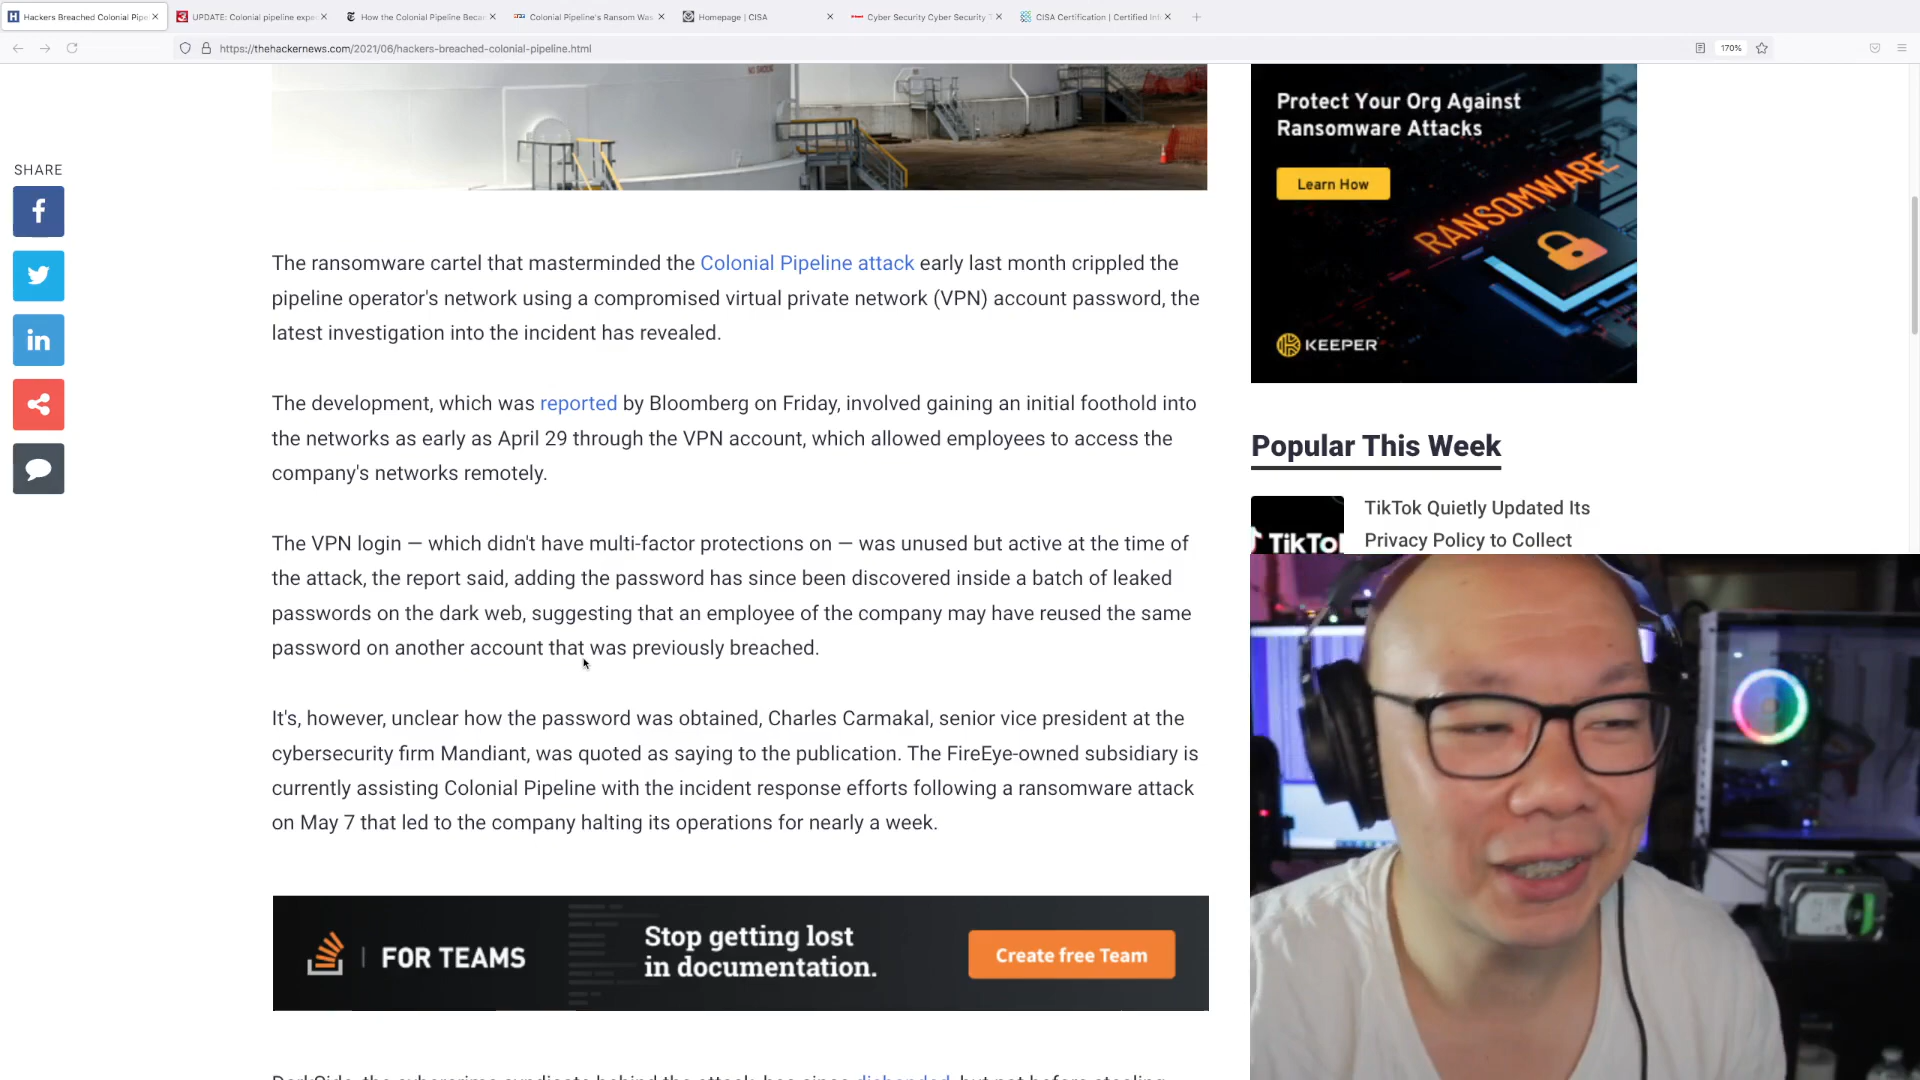 Hackers Breached Colonial Pipe
UPDATE: Colonial pipeline expe
How the Colonial Pipeline Beca
Colonial Pipeline's Ransom Was
Homepage | CISA
Cyber Security Cyber Security T
CISA Certification | Certified Inf
https://thehackernews.com/2021/06/hackers-breached-colonial-pipeline.html
170%
NO SMOKING
SHARE
The ransomware cartel that masterminded the Colonial Pipeline attack early last month crippled the
pipeline operator's network using a compromised virtual private network (VPN) account password, the
latest investigation into the incident has revealed.
The development, which was reported by Bloomberg on Friday, involved gaining an initial foothold into
the networks as early as April 29 through the VPN account, which allowed employees to access the
company's networks remotely.
The VPN login — which didn't have multi-factor protections on — was unused but active at the time of
the attack, the report said, adding the password has since been discovered inside a batch of leaked
passwords on the dark web, suggesting that an employee of the company may have reused the same
password on another account that was previously breached.
It's, however, unclear how the password was obtained, Charles Carmakal, senior vice president at the
cybersecurity firm Mandiant, was quoted as saying to the publication. The FireEye-owned subsidiary is
currently assisting Colonial Pipeline with the incident response efforts following a ransomware attack
on May 7 that led to the company halting its operations for nearly a week.
FOR TEAMS
Stop getting lost
in documentation.
Create free Team
DarkSide, the cybercrime syndicate behind the attack, has since disbanded, but not before stealing
Protect Your Org Against
Ransomware Attacks
Learn How
RANSOMWARE
KEEPER
Popular This Week
TikTok
TikTok Quietly Updated Its
Privacy Policy to Collect